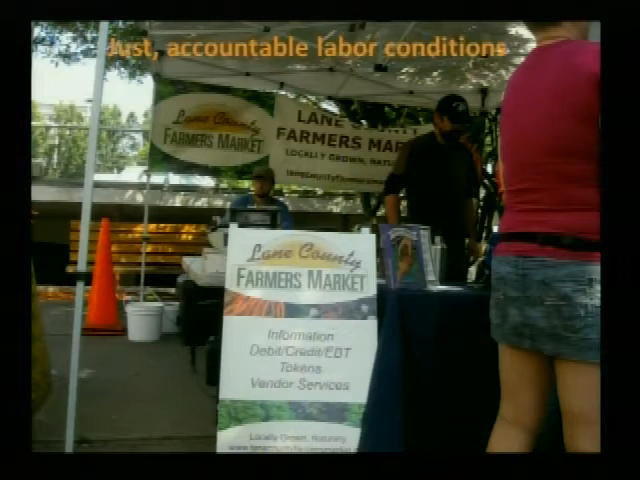 Just, accountable labor conditions
Lane County
FARMERS MARKET
LANE COUNTY
FARMERS MAR
LOCALLY GROWN, NATU
Lane County
FARMERS MARKET
Information
Debit/Credit/EBT
Tokens
Vendor Services
Locally Grown, Naturally